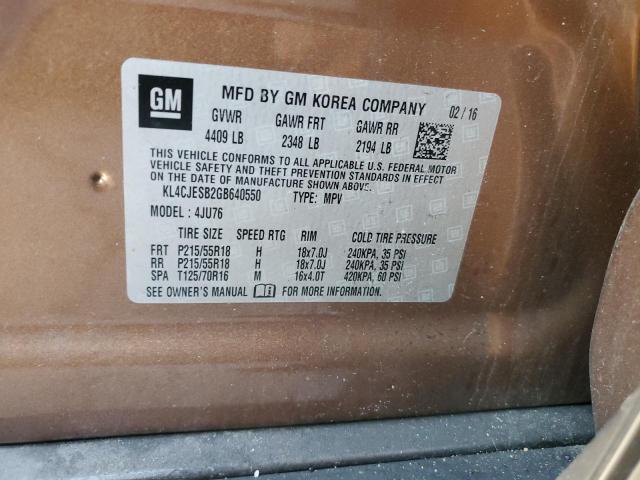 GM
MFD BY GM KOREA COMPANY 02 / 16
GVWR GAWR FRT GAWR RR
4409 LB 2348 LB 2194 LB
THIS VEHICLE CONFORMS TO ALL APPLICABLE U.S. FEDERAL MOTOR
VEHICLE SAFETY AND THEFT PREVENTION STANDARDS IN EFFECT
ON THE DATE OF MANUFACTURE SHOWN ABOVE.
KL4CJESB2GB640550 TYPE: MPV
MODEL : 4JU76
TIRE SIZE SPEED RTG RIM COLD TIRE PRESSURE
FRT P215/55R18 H 18x7.0J 240KPA, 35 PSI
RR P215/55R18 H 18x7.0J 240KPA, 35 PSI
SPA T125/70R16 M 16x4.0T 420KPA, 60 PSI
SEE OWNER'S MANUAL FOR MORE INFORMATION.